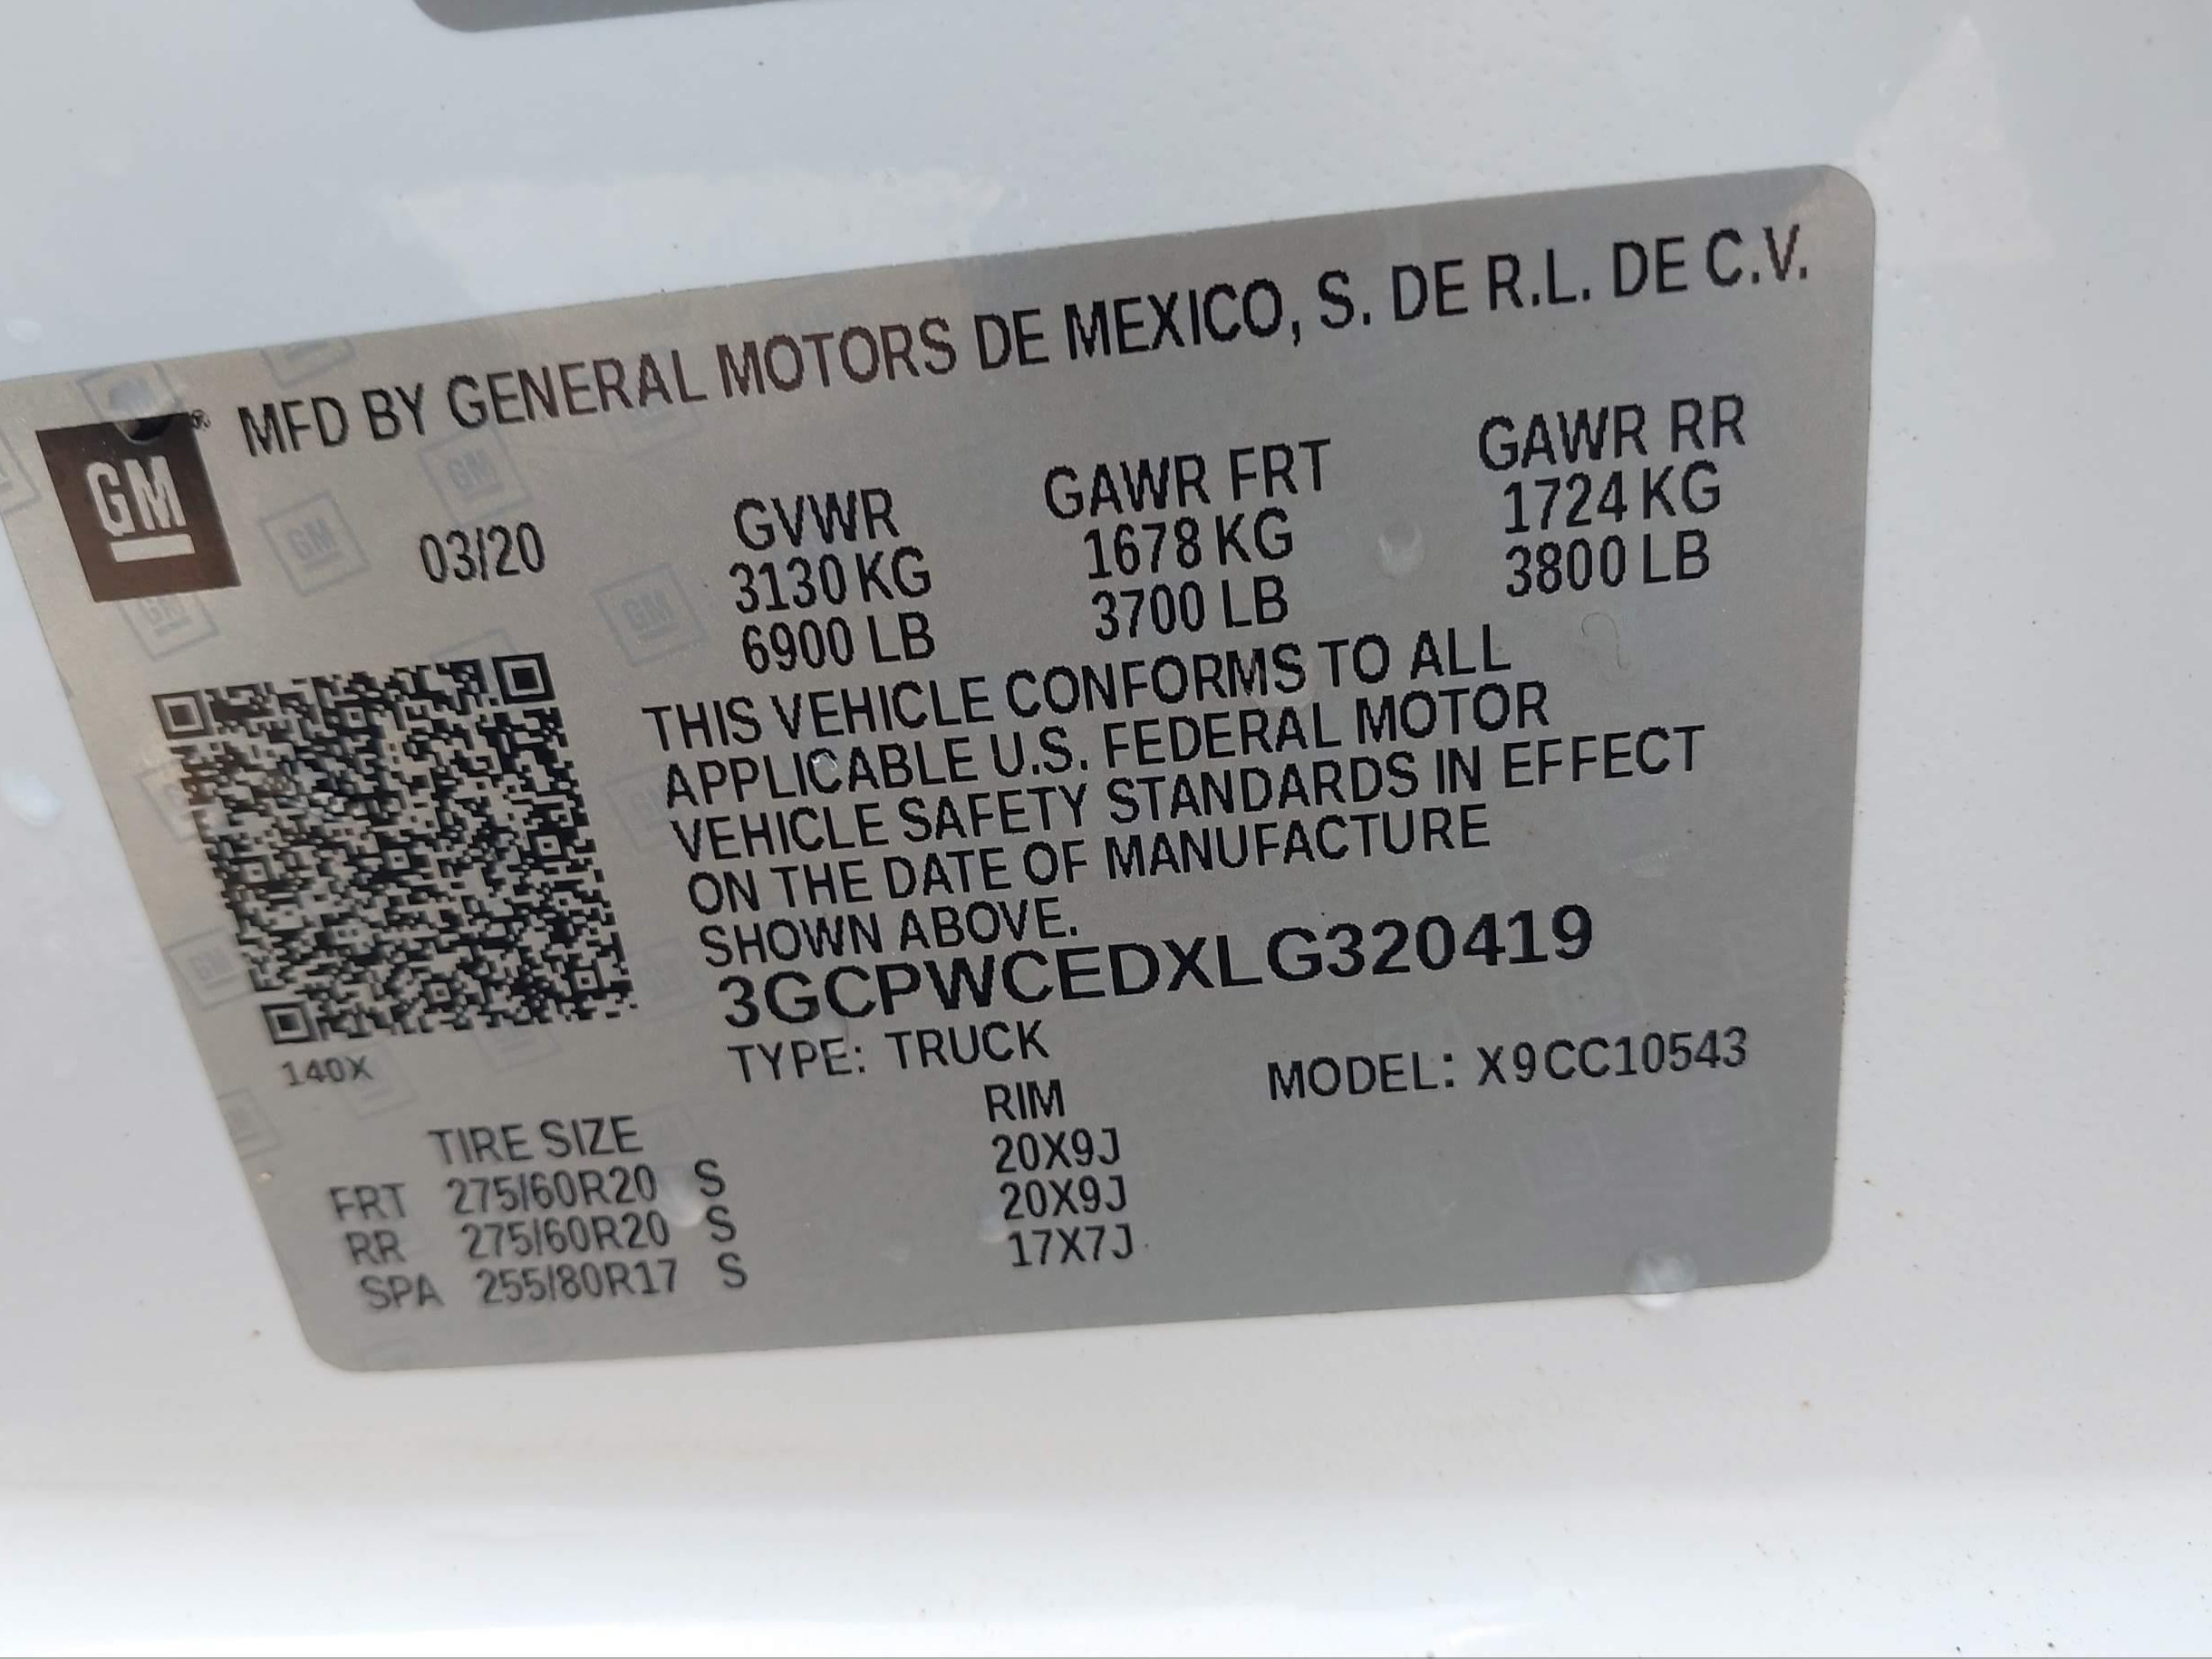 MFD BY GENERAL MOTORS DE MEXICO, S. DE R.L. DE C.V.
GM
03/20
GVWR GAWR FRT GAWR RR
3130 KG 1678 KG 1724 KG
6900 LB 3700 LB 3800 LB
THIS VEHICLE CONFORMS TO ALL
APPLICABLE U.S. FEDERAL MOTOR
VEHICLE SAFETY STANDARDS IN EFFECT
ON THE DATE OF MANUFACTURE
SHOWN ABOVE.
3GCPWCEDXLG320419
140X
TYPE: TRUCK MODEL: X9CC10543
TIRE SIZE RIM
FRT 275/60R20 S 20X9J
RR 275/60R20 S 20X9J
SPA 255/80R17 S 17X7J